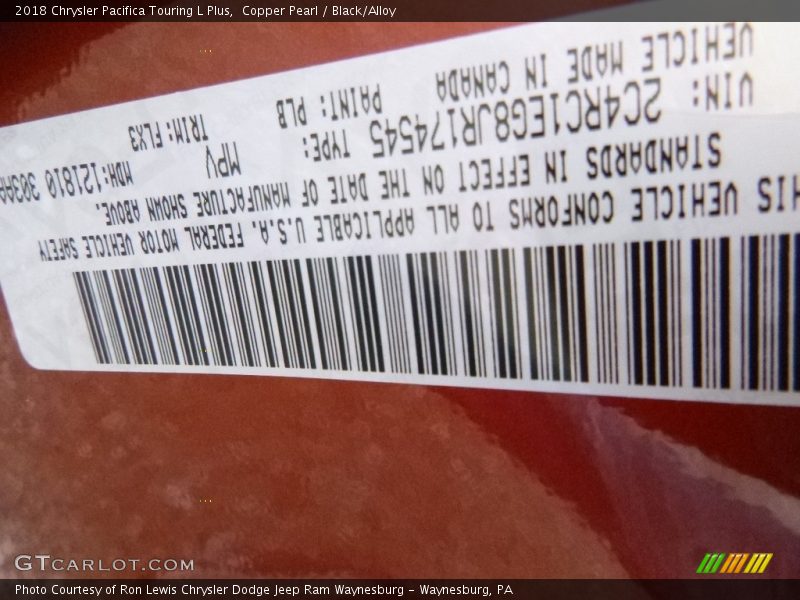 2018 Chrysler Pacifica Touring L Plus,  Copper Pearl / Black/Alloy
VEHICLE MADE IN CANADA
VIN: 2C4RC1EG8JR174545 TYPE: MPV
PAINT: PLB TRIM: FLX3
MDH: 121810
HIS VEHICLE CONFORMS TO ALL APPLICABLE U.S.A. FEDERAL MOTOR VEHICLE SAFETY
STANDARDS IN EFFECT ON THE DATE OF MANUFACTURE SHOWN ABOVE.
GTCARLOT.COM
Photo Courtesy of Ron Lewis Chrysler Dodge Jeep Ram Waynesburg – Waynesburg, PA